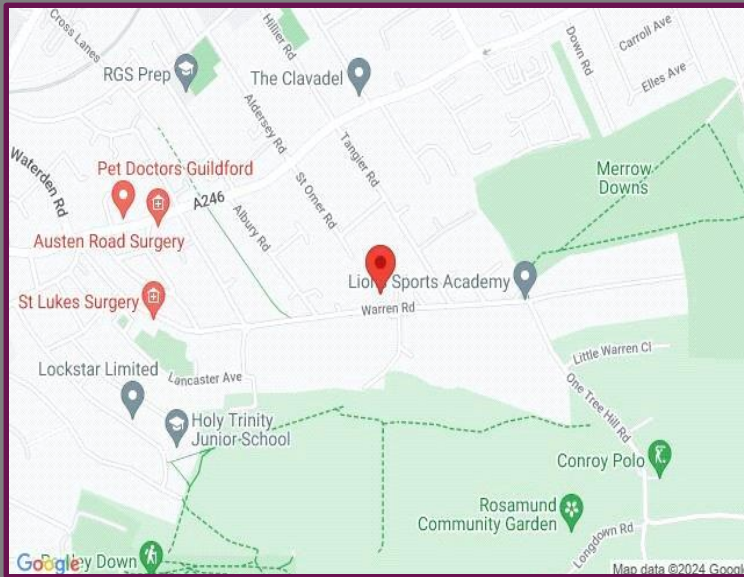 Cross Lanes
Hillier Rd
Down Rd
Carroll Ave
RGS Prep
The Clavadel
Elles Ave
Aldersey Rd
Tangier Rd
Waterden Rd
Pet Doctors Guildford
Merrow
Downs
A246
St Omer Rd
Albury Rd
Austen Road Surgery
Lions Sports Academy
St Lukes Surgery
Warren Rd
Little Warren Cl
Lockstar Limited
Lancaster Ave
One Tree Hill Rd
Holy Trinity
Junior-School
Conroy Polo
Rosamund
Community Garden
Longdown Rd
Google
Down
Map data ©2024 Google